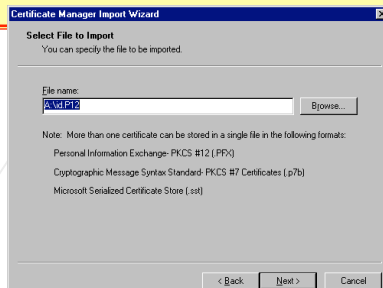 Certificate Manager Import Wizard
Select File to Import
You can specify the file to be imported.
File name:
A:\id.P12
Browse...
Note: More than one certificate can be stored in a single file in the following formats:
Personal Information Exchange- PKCS #12 (.PFX)
Cryptographic Message Syntax Standard- PKCS #7 Certificates (.p7b)
Microsoft Serialized Certificate Store (.sst)
< Back
Next >
Cancel